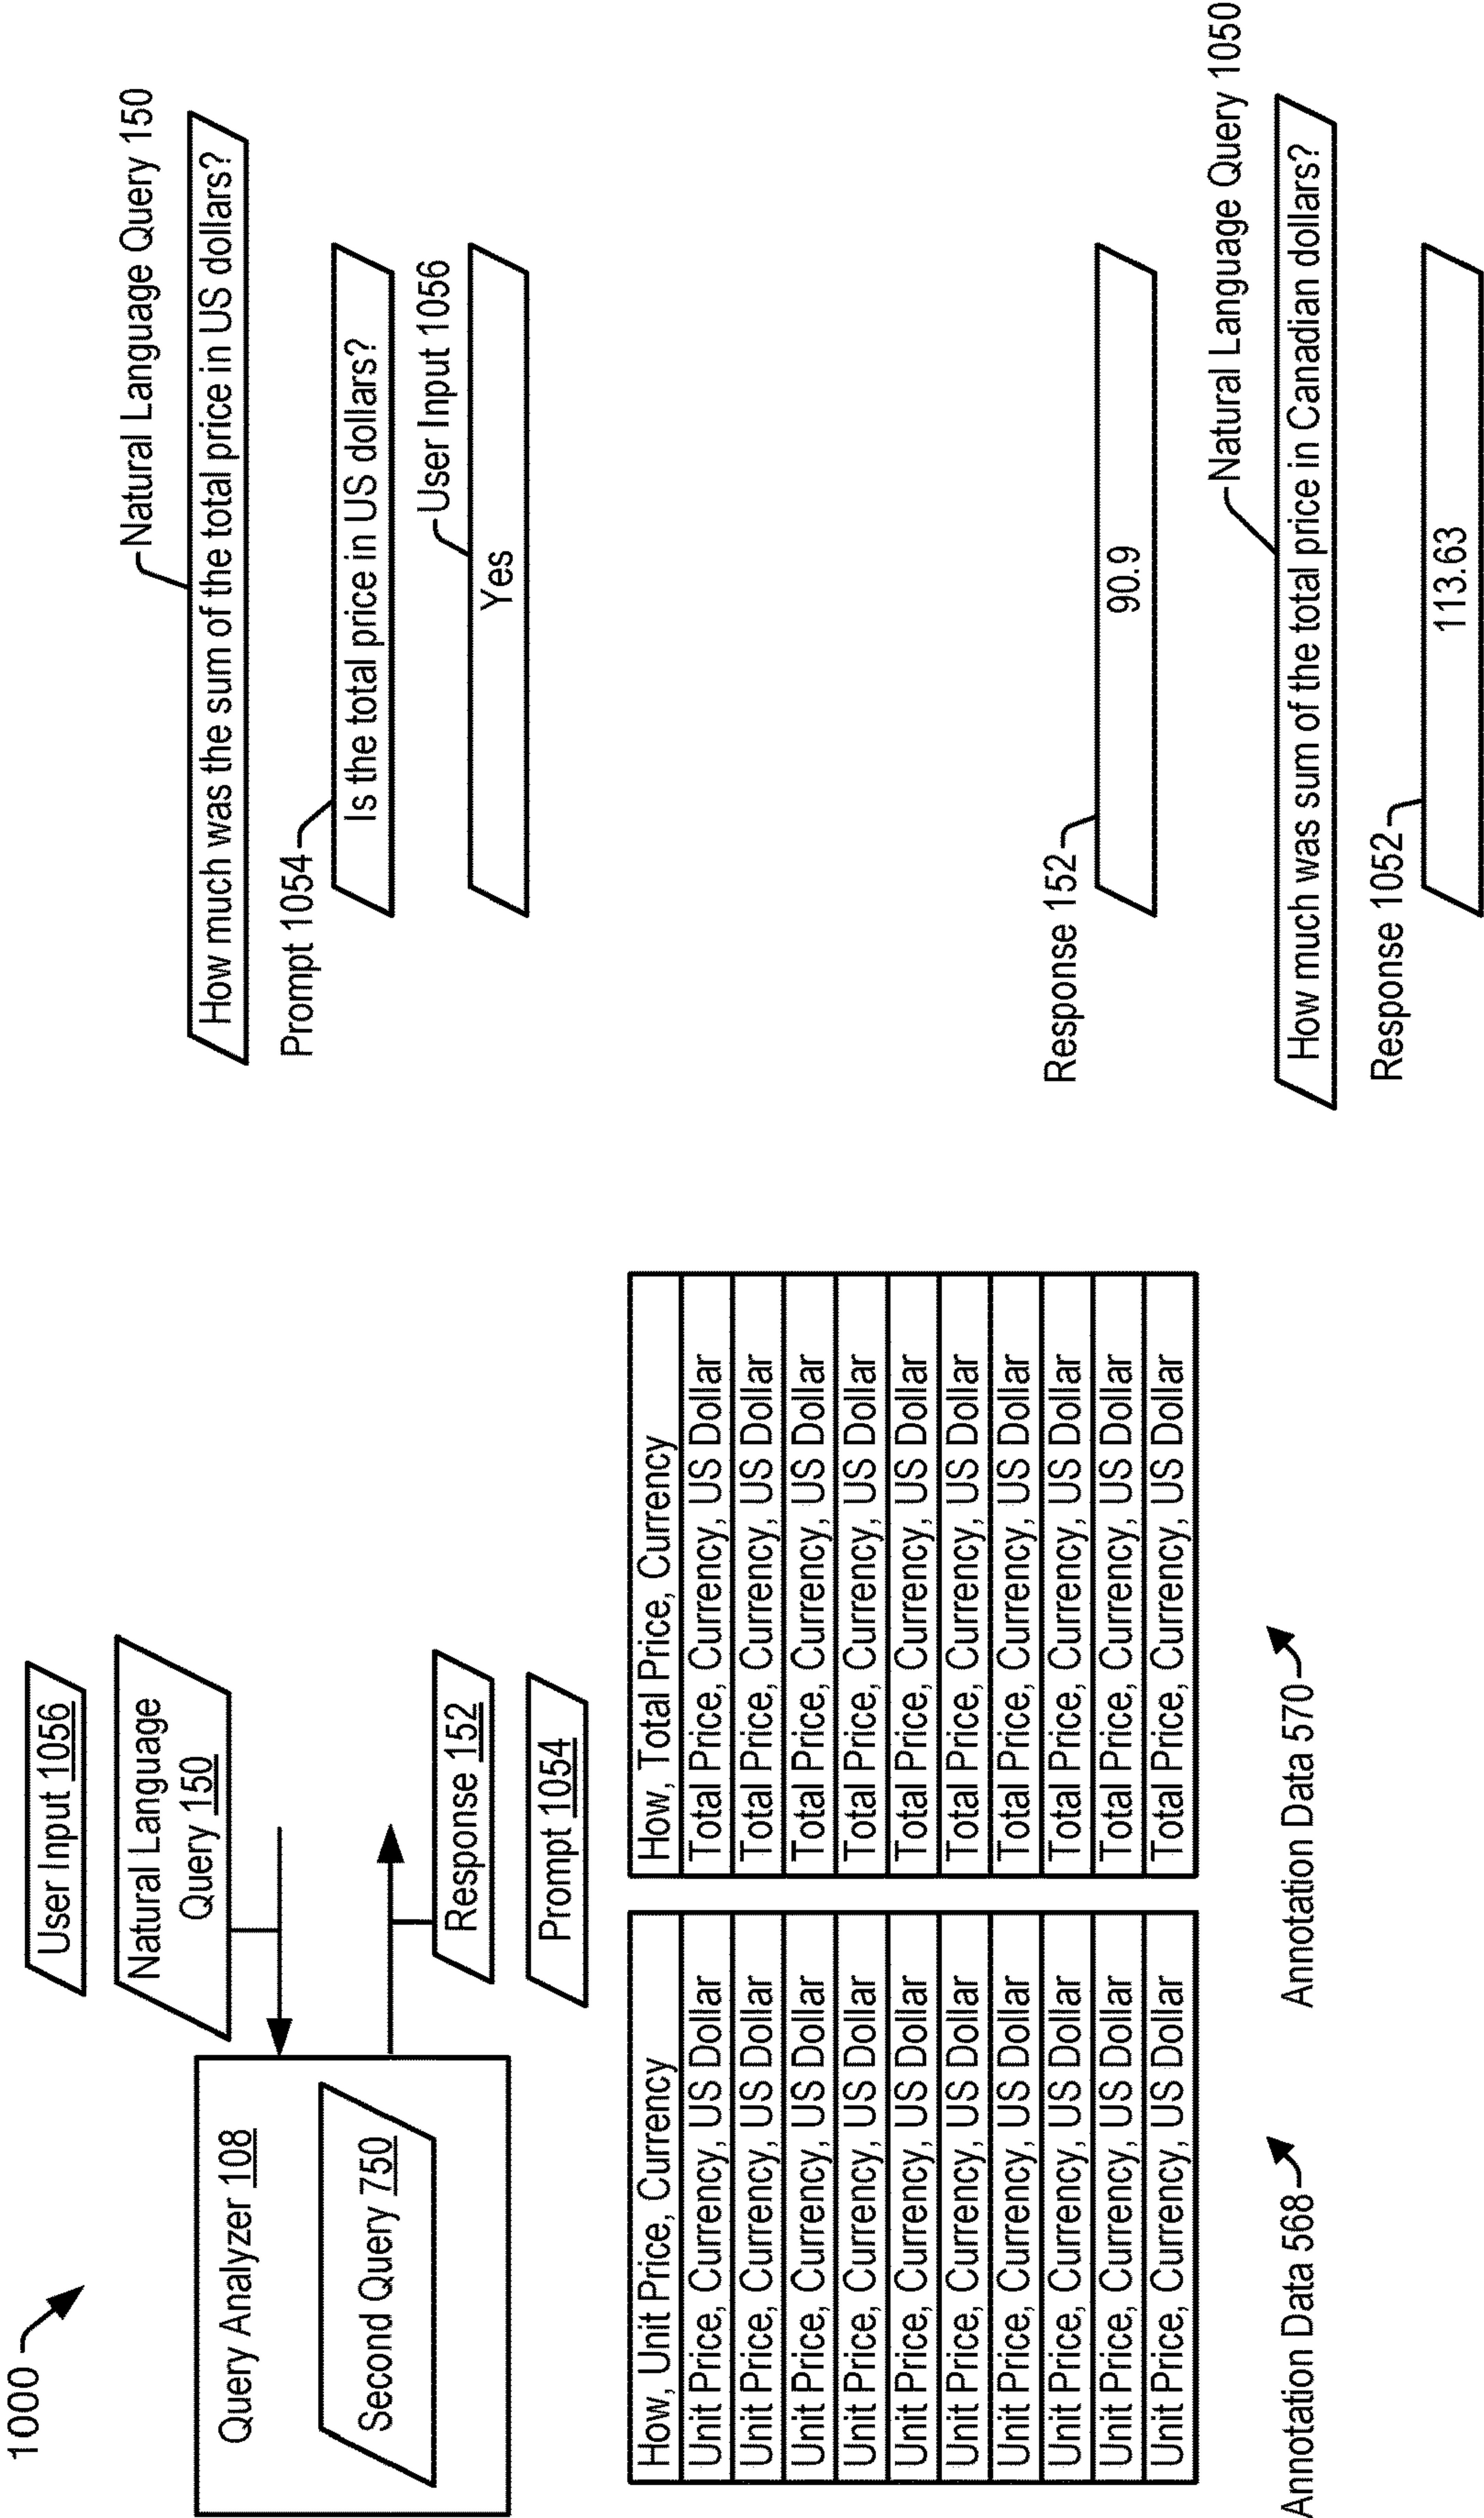 1000
User Input 1056
Natural Language
Query 150
Query Analyzer 108
Second Query 750
Response 152
Prompt 1054
How, Unit Price, Currency
Unit Price, Currency, US Dollar
Unit Price, Currency, US Dollar
Unit Price, Currency, US Dollar
Unit Price, Currency, US Dollar
Unit Price, Currency, US Dollar
Unit Price, Currency, US Dollar
Unit Price, Currency, US Dollar
Unit Price, Currency, US Dollar
Unit Price, Currency, US Dollar
Unit Price, Currency, US Dollar
Annotation Data 568
How, Total Price, Currency
Total Price, Currency, US Dollar
Total Price, Currency, US Dollar
Total Price, Currency, US Dollar
Total Price, Currency, US Dollar
Total Price, Currency, US Dollar
Total Price, Currency, US Dollar
Total Price, Currency, US Dollar
Total Price, Currency, US Dollar
Total Price, Currency, US Dollar
Total Price, Currency, US Dollar
Annotation Data 570
Natural Language Query 150
How much was the sum of the total price in US dollars?
Prompt 1054
Is the total price in US dollars?
User Input 1056
Yes
Response 152
90.9
Natural Language Query 1050
How much was sum of the total price in Canadian dollars?
Response 1052
113.63